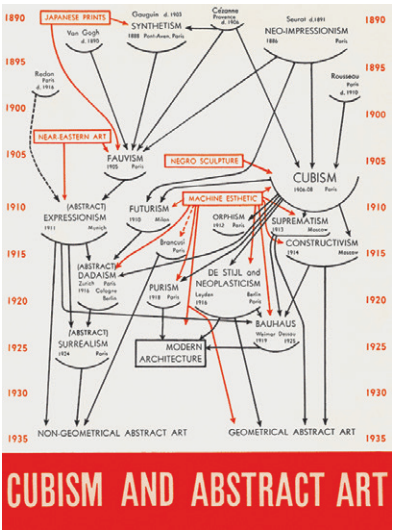 1890
JAPANESE PRINTS
Van Gogh
d. 1890
Gauguin d. 1903
SYNTHETISM
1888 Pont-Aven, Paris
Cézanne
Provence
d. 1906
Seurat d. 1891
NEO-IMPRESSIONISM
1886 Paris
1890
1895
Redon
Paris
d. 1916
Rousseau
Paris
d. 1910
1895
1900
NEAR-EASTERN ART
1900
1905
FAUVISM
1905 Paris
NEGRO SCULPTURE
CUBISM
1906-08 Paris
1905
1910
(ABSTRACT)
EXPRESSIONISM
1911 Munich
FUTURISM
1910 Milan
MACHINE ESTHETIC
ORPHISM
1912 Paris
SUPREMATISM
1913 Moscow
1910
1915
Brancusi
Paris
CONSTRUCTIVISM
1914 Moscow
1915
(ABSTRACT)
DADAISM
Zurich Paris
1916 Cologne
Berlin
PURISM
1918 Paris
DE STIJL and
NEOPLASTICISM
Leyden Berlin
1916 Paris
1920
BAUHAUS
Weimar Dessau
1919 1925
1920
1925
(ABSTRACT)
SURREALISM
1924 Paris
MODERN
ARCHITECTURE
1925
1930
1930
1935
NON-GEOMETRICAL ABSTRACT ART
GEOMETRICAL ABSTRACT ART
1935
CUBISM AND ABSTRACT ART